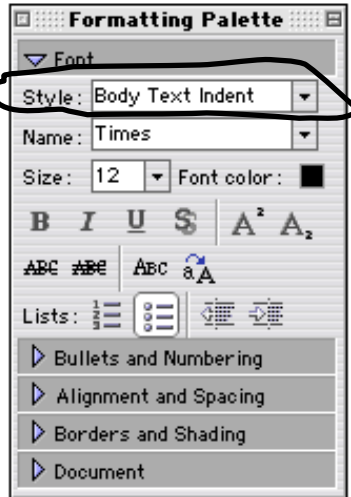 Formatting Palette
Font
Style: Body Text Indent
Name: Times
Size: 12 Font color:
B I U S A² A₂
ABC ABC ABC aA
Lists:
Bullets and Numbering
Alignment and Spacing
Borders and Shading
Document